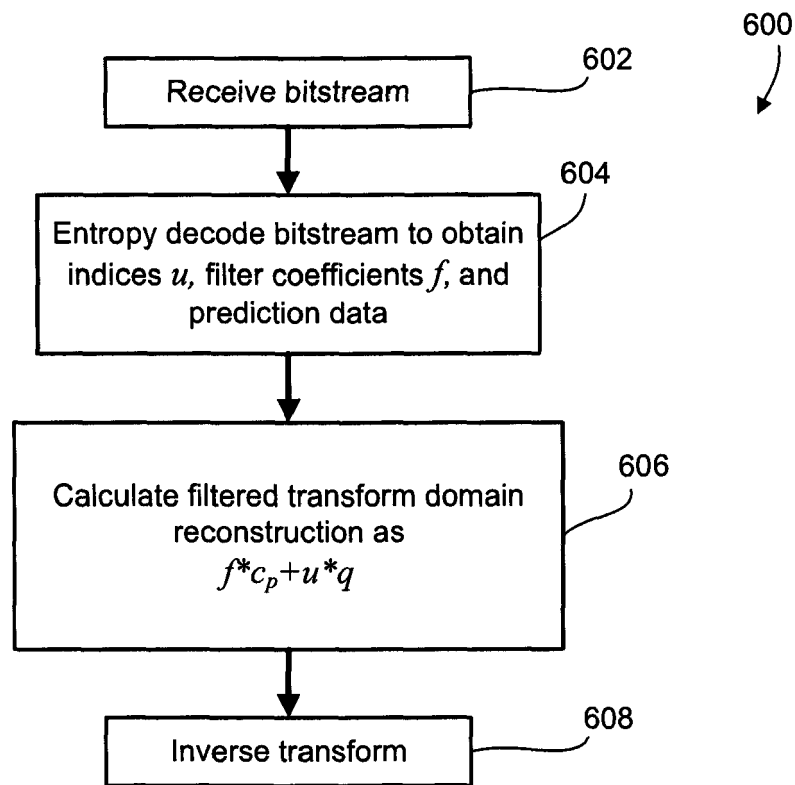 600
602
Receive bitstream
604
Entropy decode bitstream to obtain
indices u, filter coefficients f, and
prediction data
606
Calculate filtered transform domain
reconstruction as
f*cₚ+u*q
608
Inverse transform